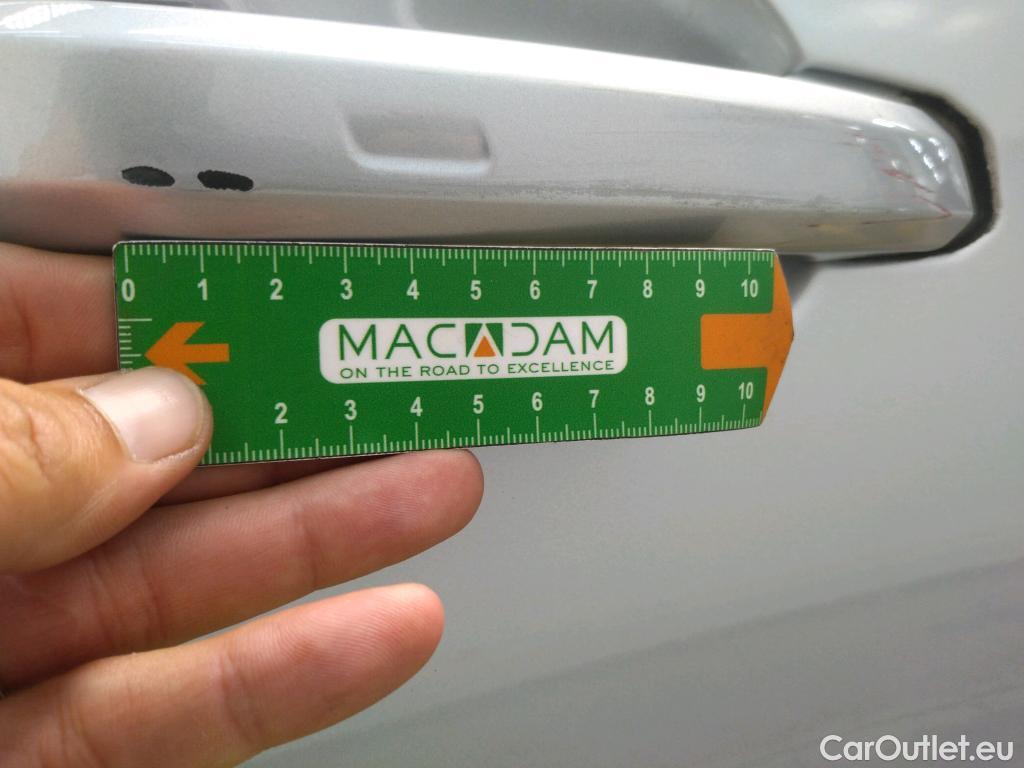 0 1 2 3 4 5 6 7 8 9 10
MACADAM
ON THE ROAD TO EXCELLENCE
2 3 4 5 6 7 8 9 10
CarOutlet.eu